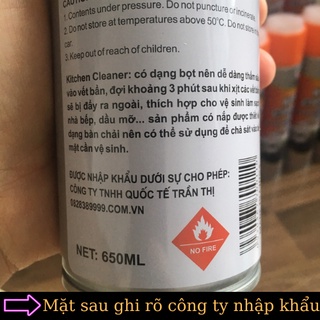 CAUTION
1. Contents under pressure. Do not puncture or incinerate.
2. Do not store at temperatures above 50°C. Do not
car.
3. Keep out of reach of children.
Kitchen Cleaner: có dạng bọt nên dễ dàng thấm
vào vết bẩn, đợi khoảng 3 phút sau khi xịt các vết
sẽ bị đẩy ra ngoài, thích hợp cho vệ sinh làm
nhà bếp, dầu mỡ... sản phẩm có nắp được thiết
dạng bàn chải nên có thể sử dụng để chà sát vào
mặt cần vệ sinh.
ĐƯỢC NHẬP KHẨU DƯỚI SỰ CHO PHÉP:
CÔNG TY TNHH QUỐC TẾ TRẦN THỊ
0828389999.COM.VN
NO FIRE
NET: 650ML
Mặt sau ghi rõ công ty nhập khẩu